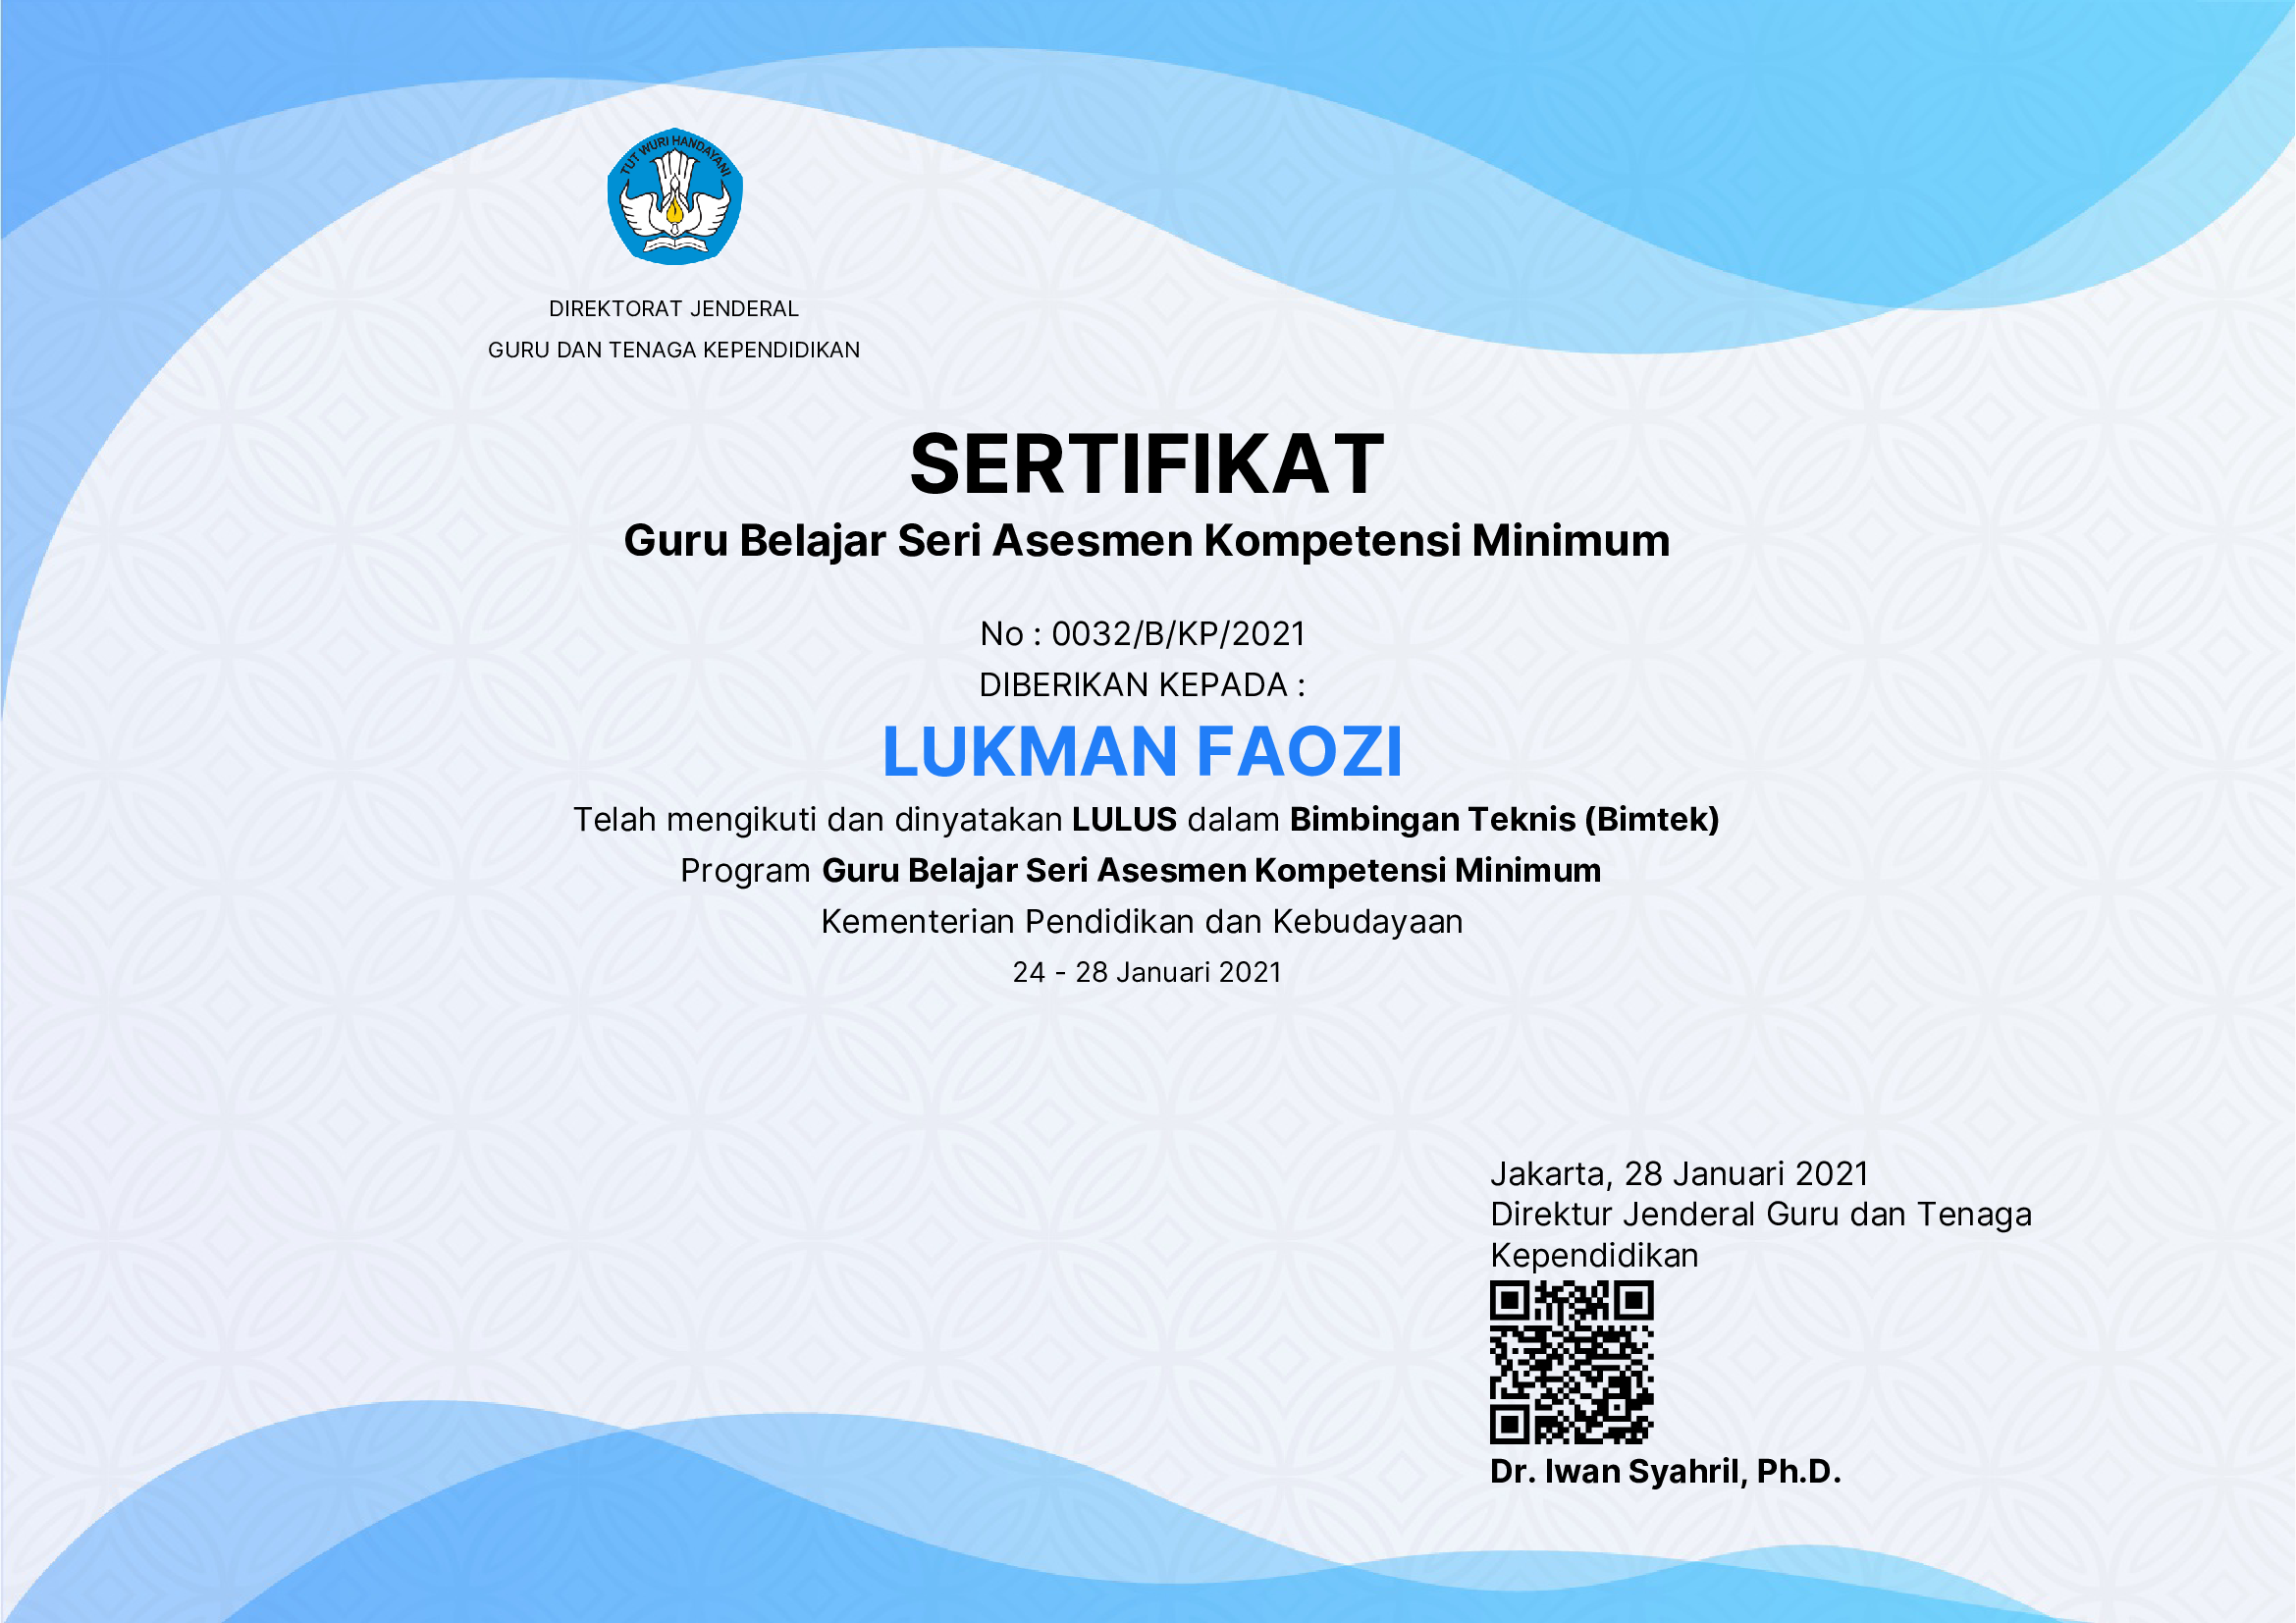 TUT WURI HANDAYANI
DIREKTORAT JENDERAL
GURU DAN TENAGA KEPENDIDIKAN
SERTIFIKAT
Guru Belajar Seri Asesmen Kompetensi Minimum
No : 0032/B/KP/2021
DIBERIKAN KEPADA :
LUKMAN FAOZI
Telah mengikuti dan dinyatakan LULUS dalam Bimbingan Teknis (Bimtek)
Program Guru Belajar Seri Asesmen Kompetensi Minimum
Kementerian Pendidikan dan Kebudayaan
24 - 28 Januari 2021
Jakarta, 28 Januari 2021
Direktur Jenderal Guru dan Tenaga
Kependidikan
Dr. Iwan Syahril, Ph.D.